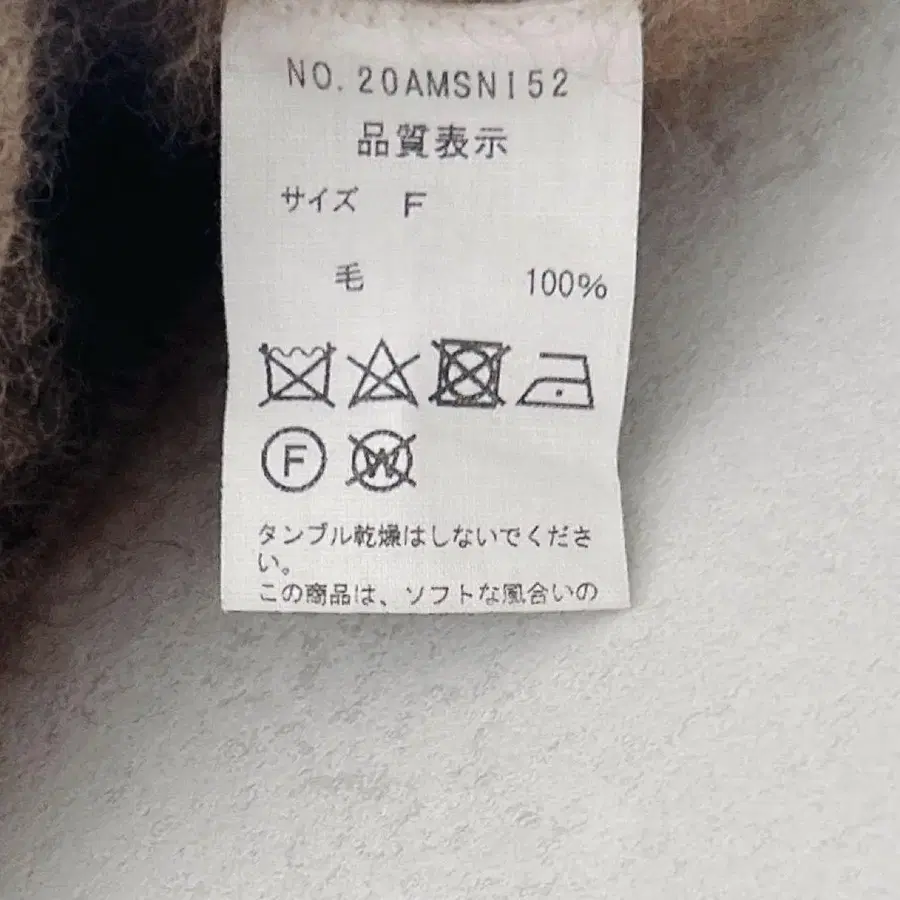 NO. 20AMSN152
品質表示
サイズ F
毛 100%
F W
タンブル乾燥はしないでくださ
い。
この商品は、ソフトな風合いの